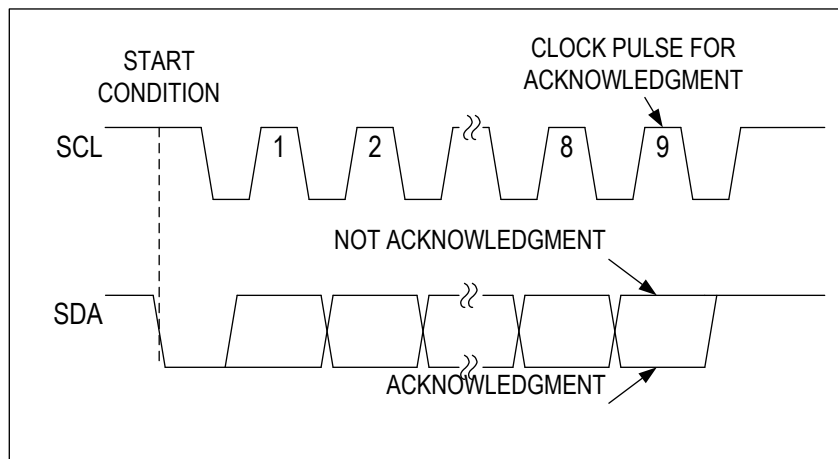 START
CONDITION
CLOCK PULSE FOR
ACKNOWLEDGMENT
SCL
1
2
8
9
NOT ACKNOWLEDGMENT
SDA
ACKNOWLEDGMENT